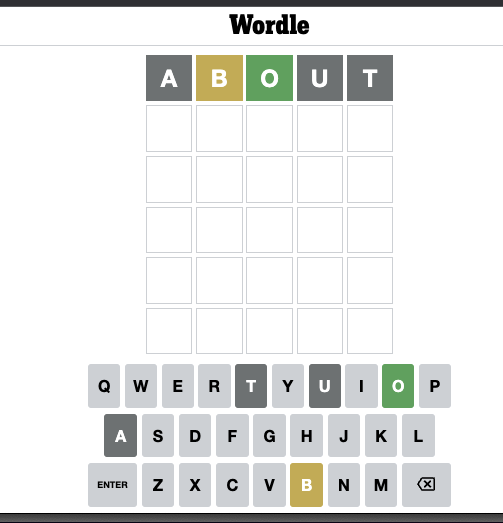 Wordle
A B O U T
Q W E R T Y U I O P
A S D F G H J K L
ENTER Z X C V B N M